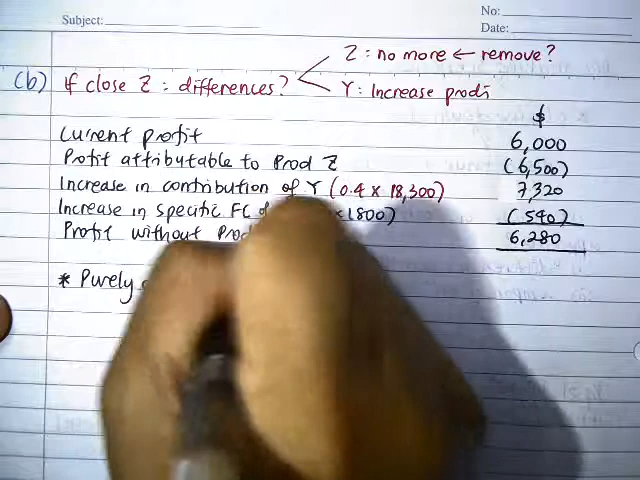 Subject:
No:
Date:
Z : no more ← remove?
(b) If close Z : differences?
Y : Increase prodi
$
Current profit 6,000
Profit attributable to Prod Z (6,500)
Increase in contribution of Y (0.4 x 18,300) 7,320
Increase in specific FC x 1800) (540)
Profit without Prod 6,280
* Purely